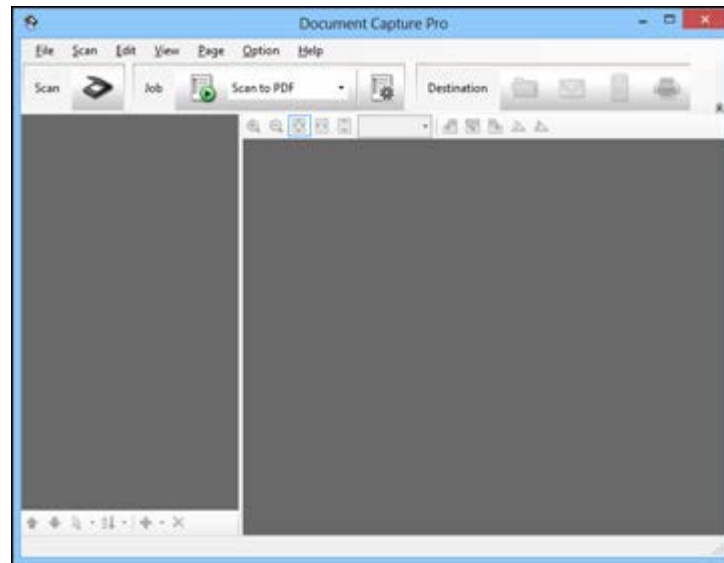 Document Capture Pro
File Scan Edit View Page Option Help
Scan Job Scan to PDF Destination